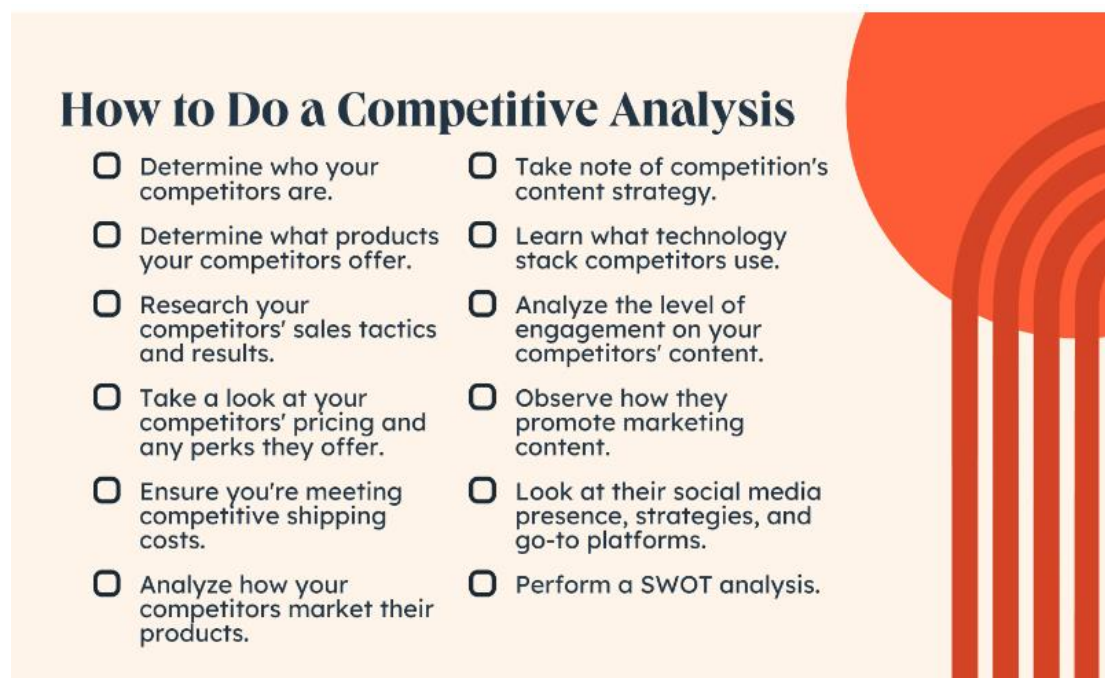 How to Do a Competitive Analysis
Determine who your
competitors are.
Determine what products
your competitors offer.
Research your
competitors' sales tactics
and results.
Take a look at your
competitors' pricing and
any perks they offer.
Ensure you're meeting
competitive shipping
costs.
Analyze how your
competitors market their
products.
Take note of competition's
content strategy.
Learn what technology
stack competitors use.
Analyze the level of
engagement on your
competitors' content.
Observe how they
promote marketing
content.
Look at their social media
presence, strategies, and
go-to platforms.
Perform a SWOT analysis.